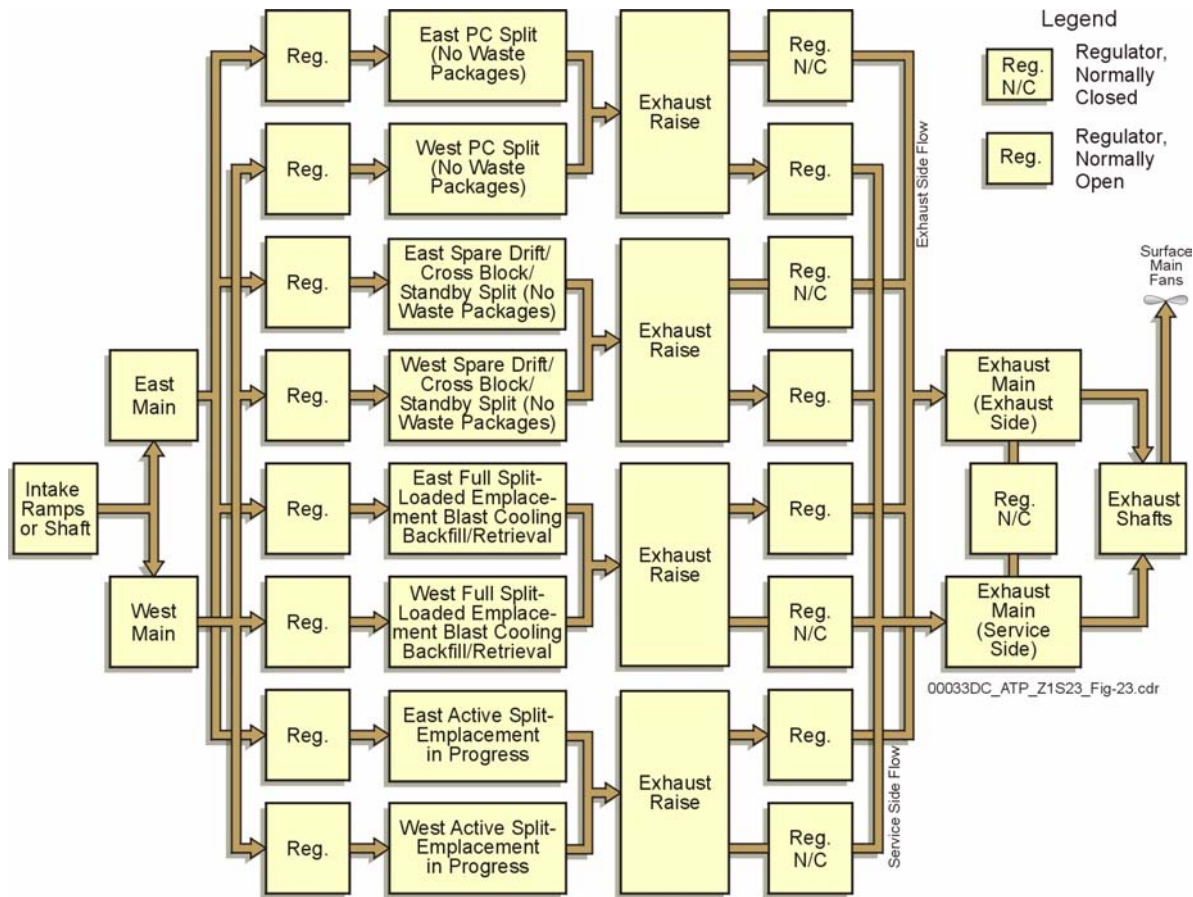 Legend
Reg.
N/C
Regulator,
Normally
Closed
Reg.
Regulator,
Normally
Open
Intake
Ramps
or Shaft
East
Main
West
Main
Reg.
East PC Split
(No Waste
Packages)
Reg.
West PC Split
(No Waste
Packages)
Exhaust
Raise
Reg.
N/C
Reg.
Reg.
East Spare Drift/
Cross Block/
Standby Split (No
Waste Packages)
Reg.
West Spare Drift/
Cross Block/
Standby Split (No
Waste Packages)
Exhaust
Raise
Reg.
N/C
Reg.
Reg.
East Full Split-
Loaded Emplace-
ment Blast Cooling
Backfill/Retrieval
Reg.
West Full Split-
Loaded Emplace-
ment Blast Cooling
Backfill/Retrieval
Exhaust
Raise
Reg.
Reg.
N/C
Reg.
East Active Split-
Emplacement
in Progress
Reg.
West Active Split-
Emplacement
in Progress
Exhaust
Raise
Reg.
Reg.
N/C
Exhaust Side Flow
Service Side Flow
Exhaust
Main
(Exhaust
Side)
Reg.
N/C
Exhaust
Main
(Service
Side)
Exhaust
Shafts
Surface
Main
Fans
00033DC_ATP_Z1S23_Fig-23.cdr